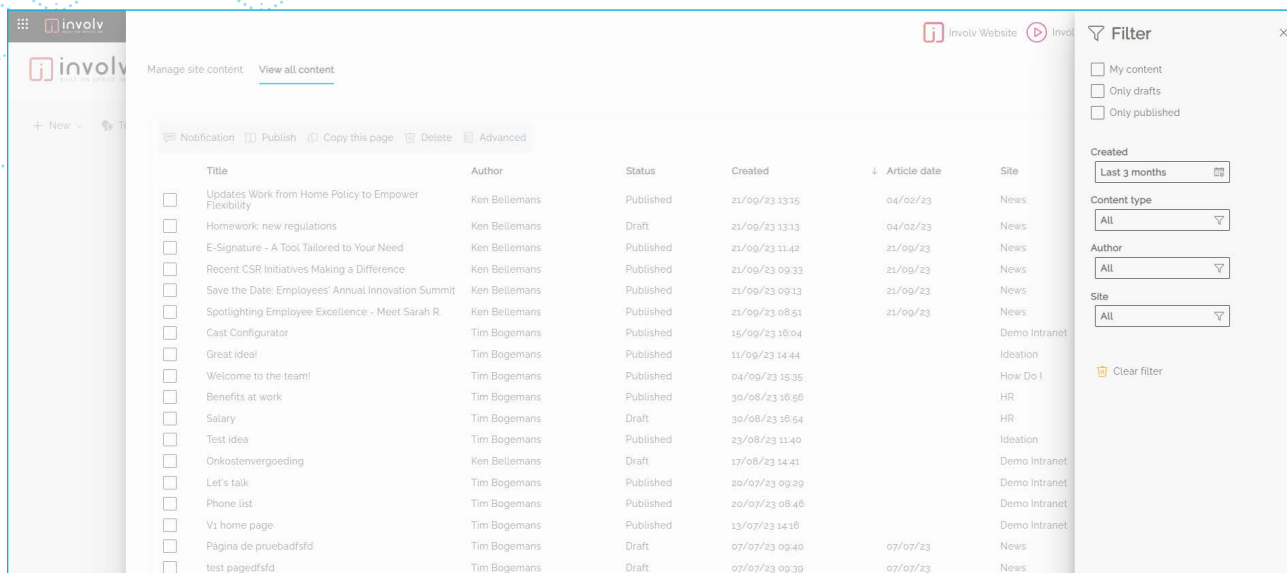 involv
Involv Website
Filter
involv
My content
Manage site content View all content
Only drafts
Only published
+ New
Notification Publish Copy this page Delete Advanced
Created
Last 3 months
Title Author Status Created ↓ Article date Site
Updates Work from Home Policy to Empower
Flexibility Ken Bellemans Published 21/09/23 13:15 04/02/23 News
Content type
All
Homework: new regulations Ken Bellemans Draft 21/09/23 13:13 04/02/23 News
E-Signature - A Tool Tailored to Your Need Ken Bellemans Published 21/09/23 11:42 21/09/23 News
Author
All
Recent CSR Initiatives Making a Difference Ken Bellemans Published 21/09/23 09:33 21/09/23 News
Save the Date: Employees' Annual Innovation Summit Ken Bellemans Published 21/09/23 09:13 21/09/23 News
Site
All
Spotlighting Employee Excellence - Meet Sarah R. Ken Bellemans Published 21/09/23 08:51 21/09/23 News
Cast Configurator Tim Bogemans Published 15/09/23 16:04 Demo Intranet
Great idea! Tim Bogemans Published 11/09/23 14:44 Ideation
Clear filter
Welcome to the team! Tim Bogemans Published 04/09/23 15:35 How Do I
Benefits at work Tim Bogemans Published 30/08/23 16:56 HR
Salary Tim Bogemans Draft 30/08/23 16:54 HR
Test idea Tim Bogemans Published 23/08/23 11:40 Ideation
Onkostenvergoeding Ken Bellemans Draft 17/08/23 14:41 Demo Intranet
Let's talk Tim Bogemans Published 20/07/23 09:29 Demo Intranet
Phone list Tim Bogemans Published 20/07/23 08:46 Demo Intranet
V1 home page Tim Bogemans Published 13/07/23 14:16 Demo Intranet
Página de pruebadfsfd Tim Bogemans Draft 07/07/23 09:40 07/07/23 News
test pagedfsfd Tim Bogemans Draft 07/07/23 09:39 07/07/23 News